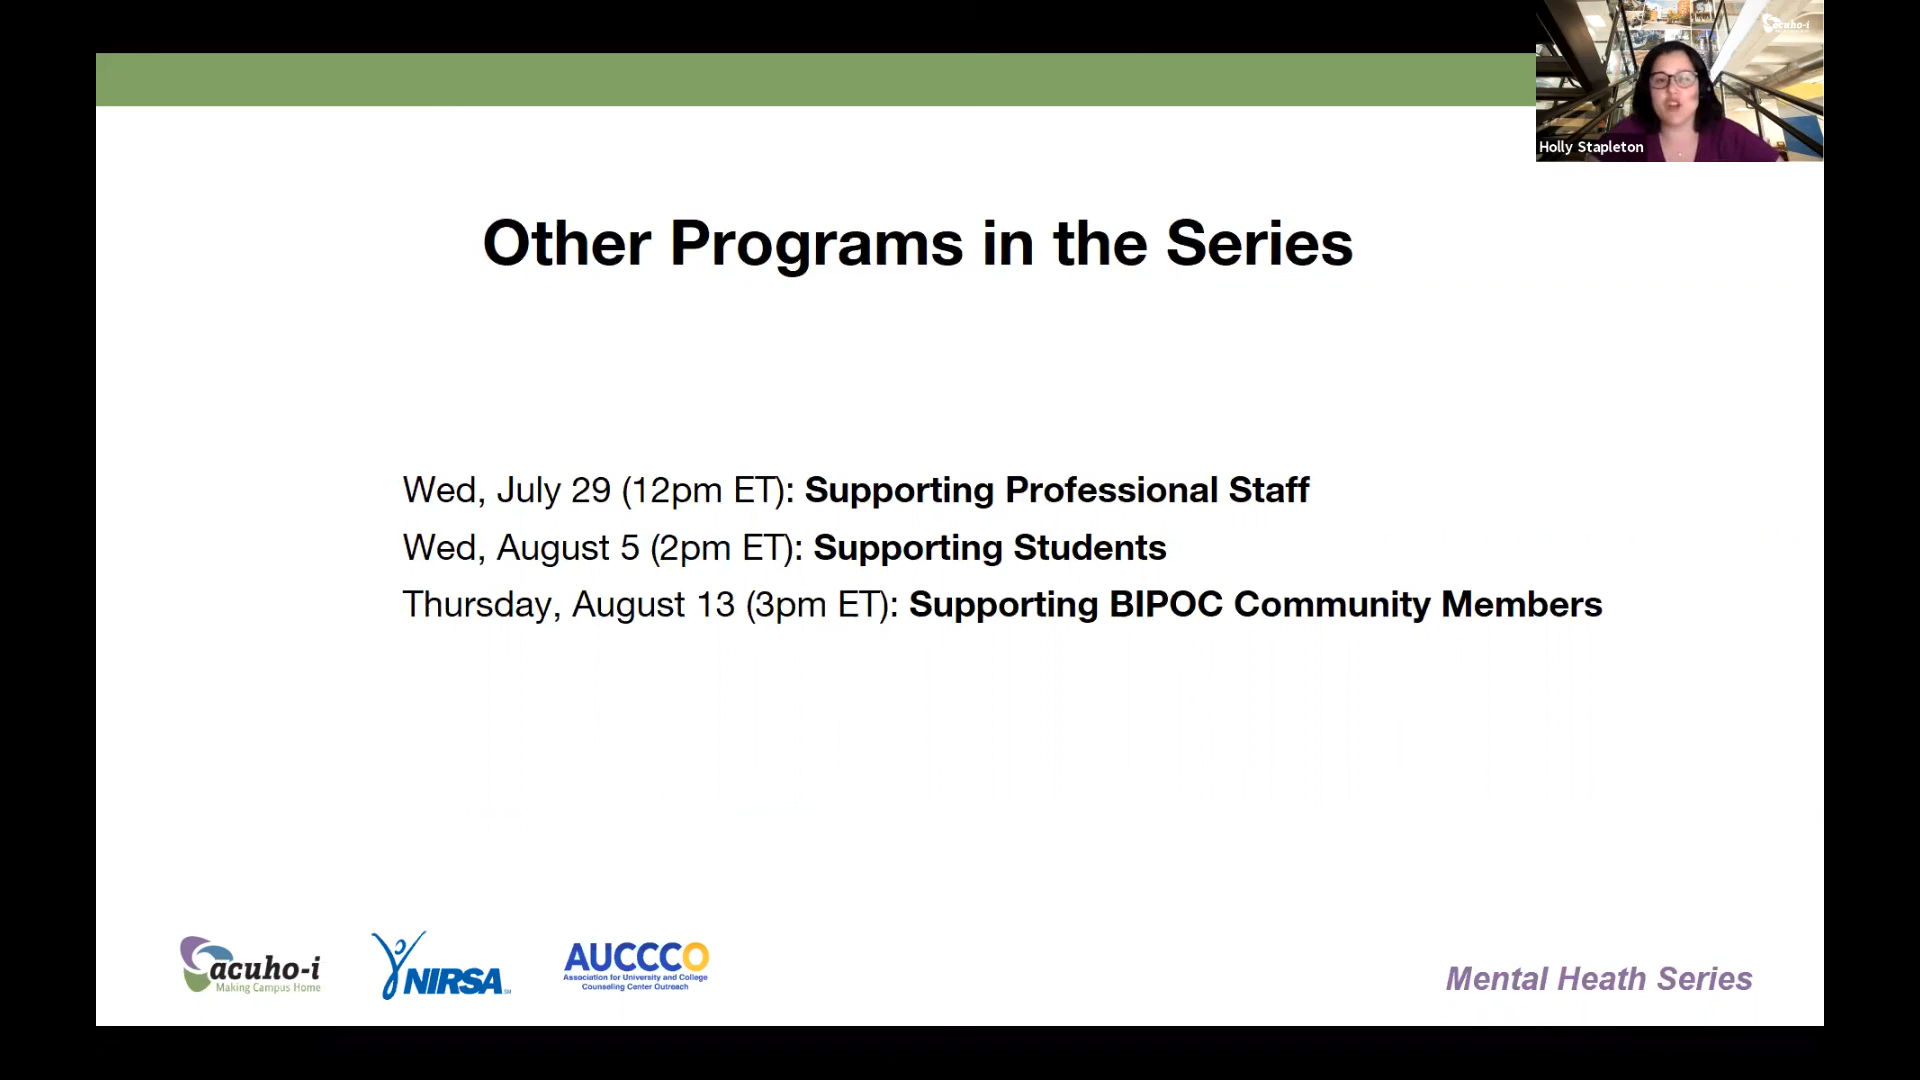 acuho-i
Holly Stapleton
Other Programs in the Series
Wed, July 29 (12pm ET): Supporting Professional Staff
Wed, August 5 (2pm ET): Supporting Students
Thursday, August 13 (3pm ET): Supporting BIPOC Community Members
acuho-i
Making Campus Home
NIRSA
AUCCCO
Association for University and College
Counseling Center Outreach
Mental Heath Series